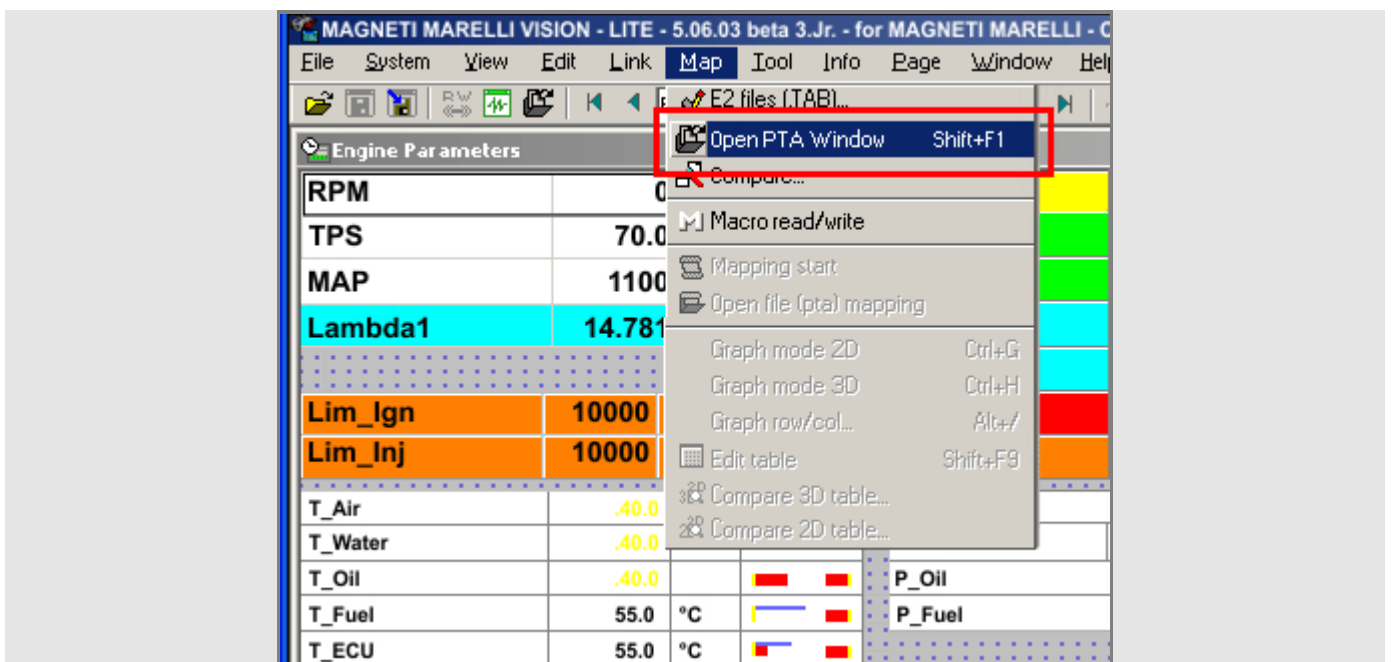 MAGNETI MARELLI VISION - LITE - 5.06.03 beta 3.Jr. - for MAGNETI MARELLI - C
File System View Edit Link Map Tool Info Page Window Hel
E2 files (TAB)...
Open PTA Window Shift+F1
Compare...
Macro read/write
Mapping start
Open file (pta) mapping
Graph mode 2D Ctrl+G
Graph mode 3D Ctrl+H
Graph row/col... Alt+/
Edit table Shift+F9
Compare 3D table...
Compare 2D table...
Engine Parameters
RPM 0
TPS 70.0
MAP 1100
Lambda1 14.781
Lim_Ign 10000
Lim_Inj 10000
T_Air .40.0
T_Water .40.0
T_Oil .40.0 P_Oil
T_Fuel 55.0 °C P_Fuel
T_ECU 55.0 °C